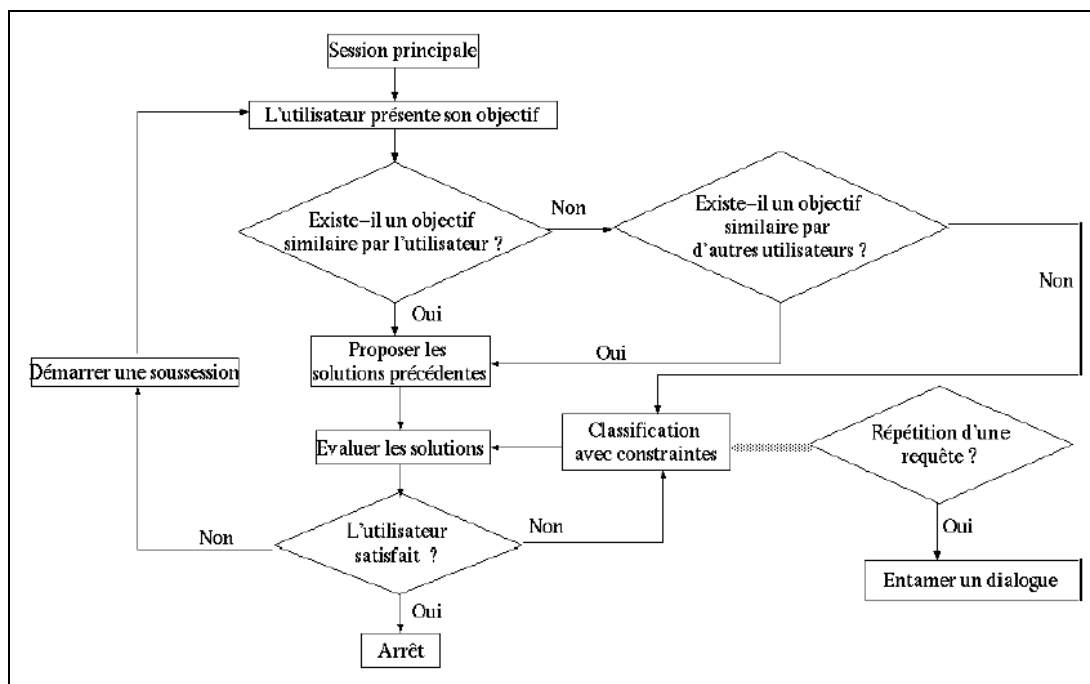 Session principale
L'utilisateur présente son objectif
Existe–il un objectif
similaire par l'utilisateur ?
Non
Existe–il un objectif
similaire par
d'autres utilisateurs ?
Non
Oui
Proposer les
solutions précédentes
Oui
Démarrer une soussession
Evaluer les solutions
Classification
avec constraintes
Répétition d'une
requête ?
Non
L'utilisateur
satisfait ?
Non
Oui
Entamer un dialogue
Oui
Arrêt